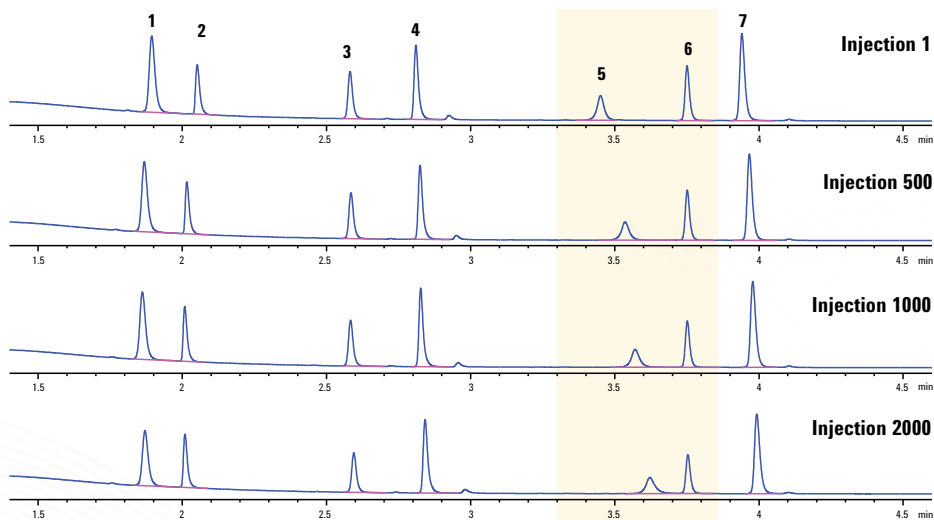 1 2 3 4 5 6 7
Injection 1
1.5 2 2.5 3 3.5 4 4.5 min
Injection 500
1.5 2 2.5 3 3.5 4 4.5 min
Injection 1000
1.5 2 2.5 3 3.5 4 4.5 min
Injection 2000
1.5 2 2.5 3 3.5 4 4.5 min